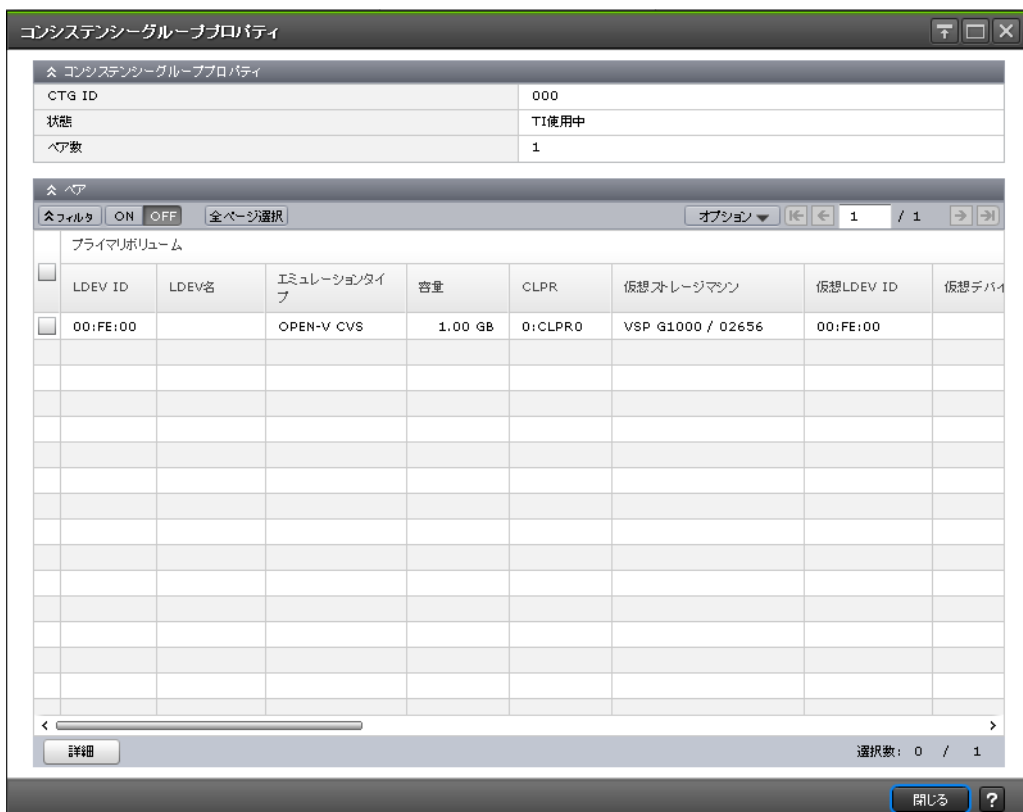 コンシステンシーグループプロパティ
コンシステンシーグループプロパティ
CTG ID 000
状態 TI使用中
ペア数 1
ペア
フィルタ ON OFF 全ページ選択 オプション 1 / 1
プライマリボリューム
LDEV ID LDEV名 エミュレーションタイプ 容量 CLPR 仮想ストレージマシン 仮想LDEV ID 仮想デバイ
00:FE:00 OPEN-V CVS 1.00 GB 0:CLPR0 VSP G1000 / 02656 00:FE:00
詳細 選択数: 0 / 1
閉じる ?